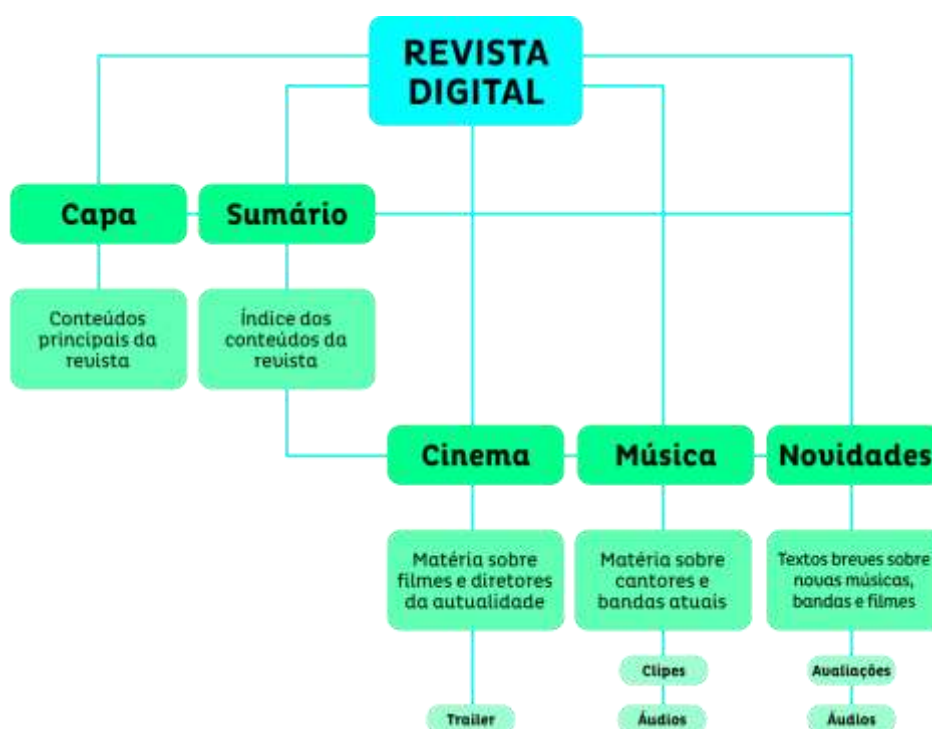 REVISTA
DIGITAL
Capa
Sumário
Conteúdos
principais da
revista
Índice dos
conteúdos da
revista
Cinema
Música
Novidades
Matéria sobre
filmes e diretores
da autualidade
Matéria sobre
cantores e
bandas atuais
Textos breves sobre
novas músicas,
bandas e filmes
Clipes
Avaliações
Trailer
Áudios
Áudios